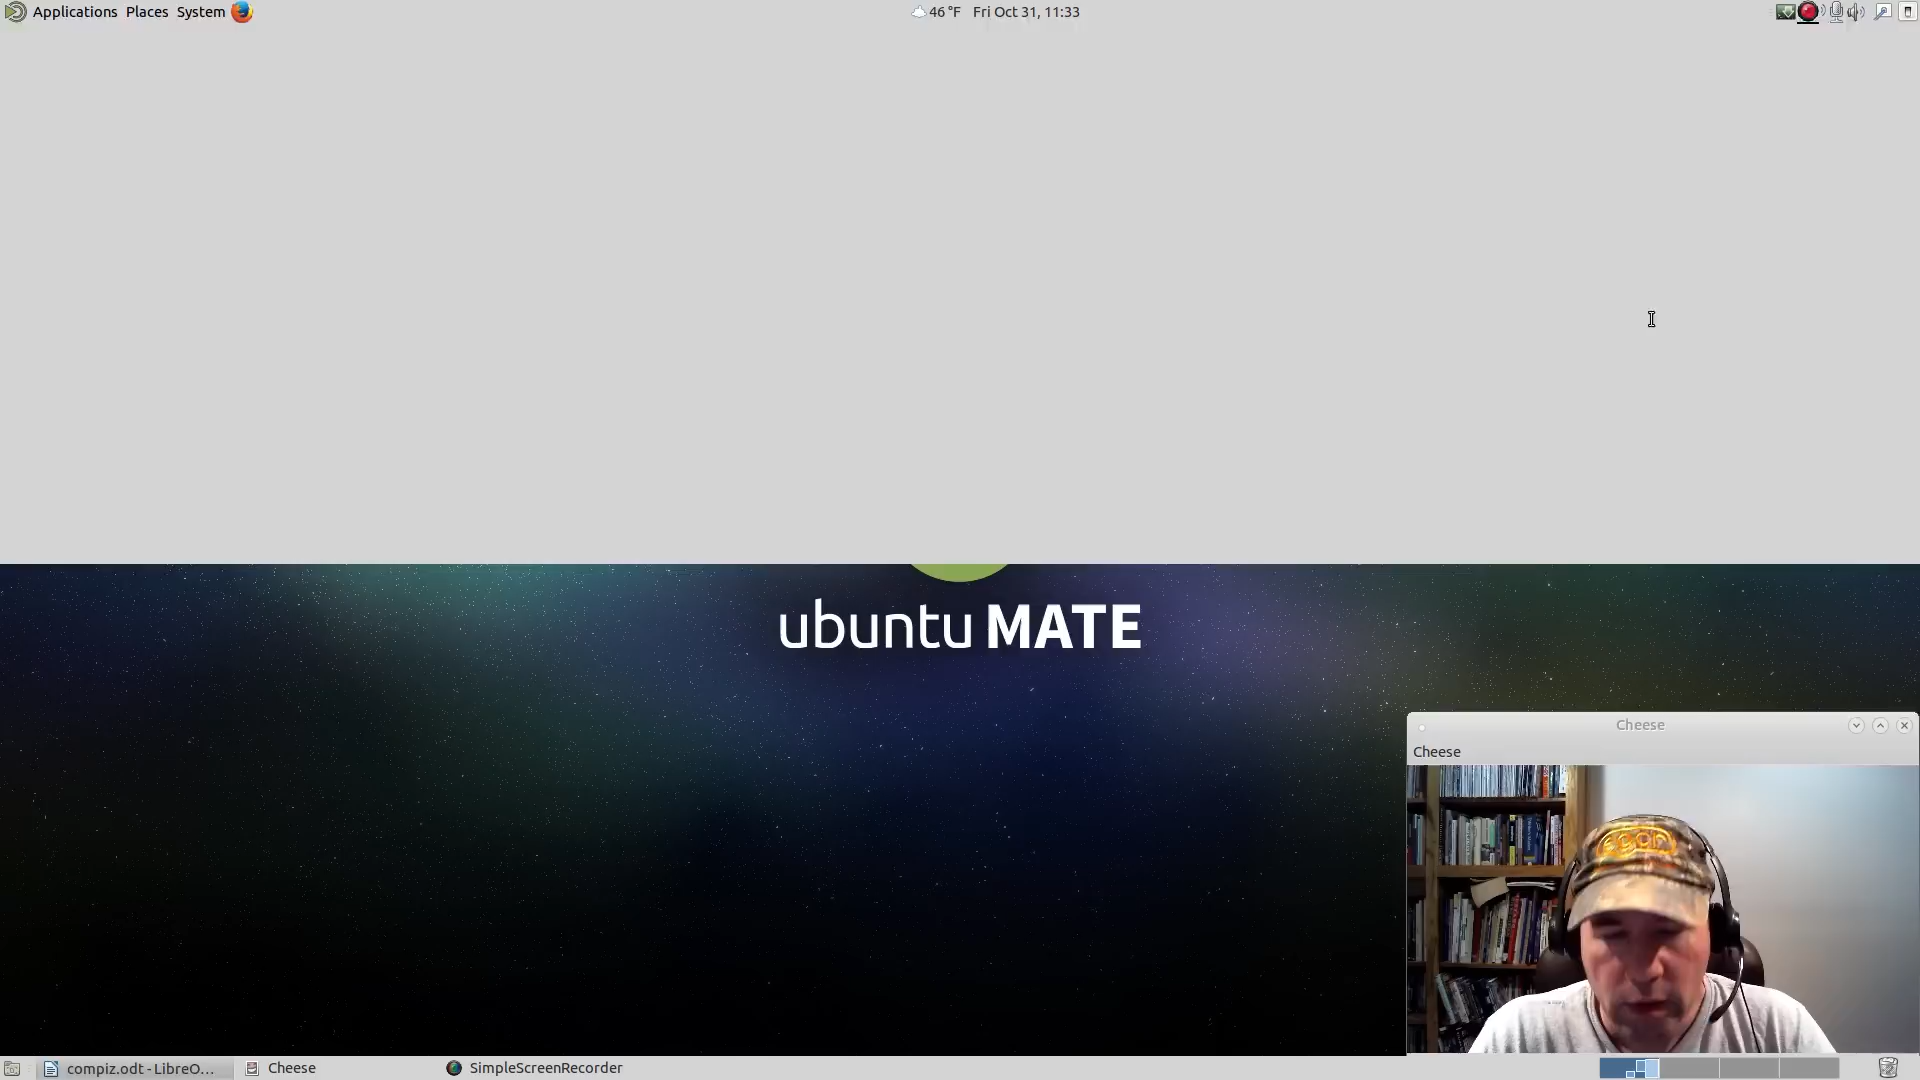 Applications Places System
46 °F Fri Oct 31, 11:33
ubuntu MATE
Cheese
Cheese
compiz.odt - LibreO...
Cheese
SimpleScreenRecorder